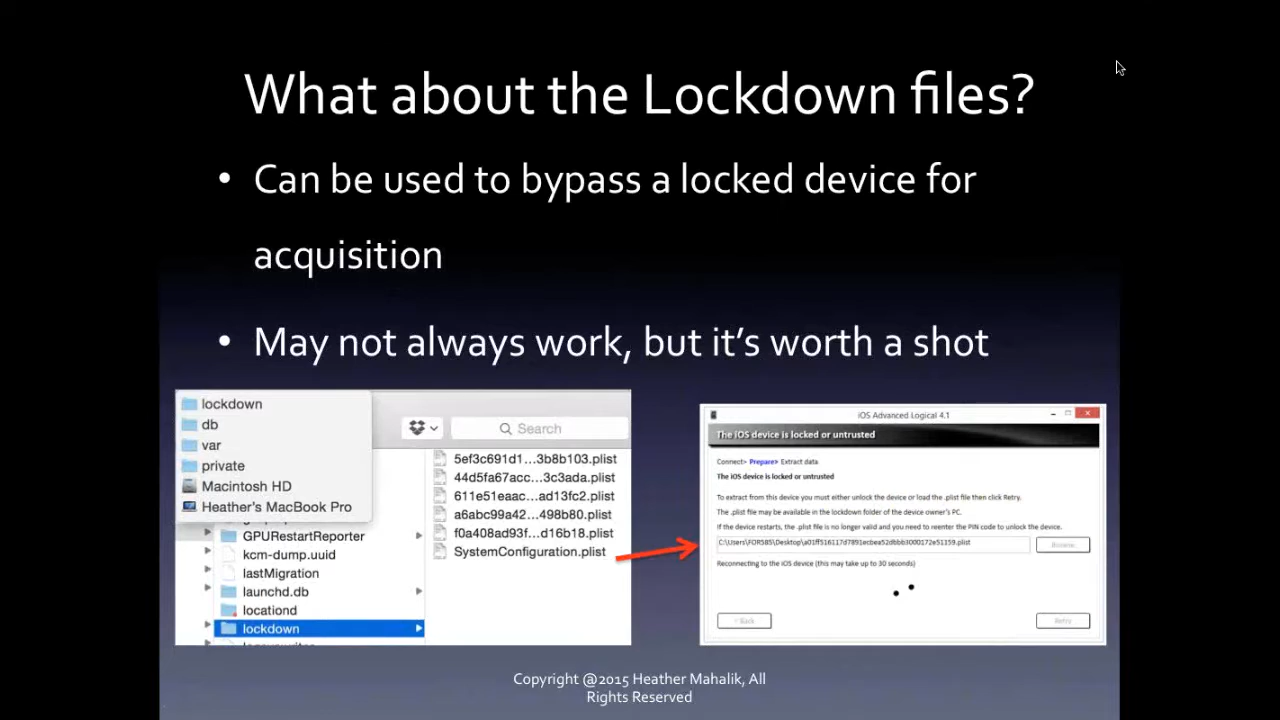 What about the Lockdown files?
• Can be used to bypass a locked device for
acquisition
• May not always work, but it's worth a shot
lockdown
db
var
private
Macintosh HD
Heather's MacBook Pro
GPURestartReporter
kcm-dump.uuid
lastMigration
launchd.db
locationd
lockdown
Search
5ef3c691d1...3b8b103.plist
44d5fa67acc...3c3ada.plist
611e51eaac...ad13fc2.plist
a6abc99a42...498b80.plist
f0a408ad93f...d16b18.plist
SystemConfiguration.plist
iOS Advanced Logical 4.1
The iOS device is locked or untrusted
Connect> Prepare> Extract data
The iOS device is locked or untrusted
To extract from this device you must either unlock the device or load the .plist file then click Retry.
The .plist file may be available in the lockdown folder of the device owner's PC.
If the device restarts, the .plist file is no longer valid and you need to reenter the PIN code to unlock the device.
Browse...
Reconnecting to the iOS device (this may take up to 30 seconds)
< Back
Retry
Copyright @2015 Heather Mahalik, All
Rights Reserved